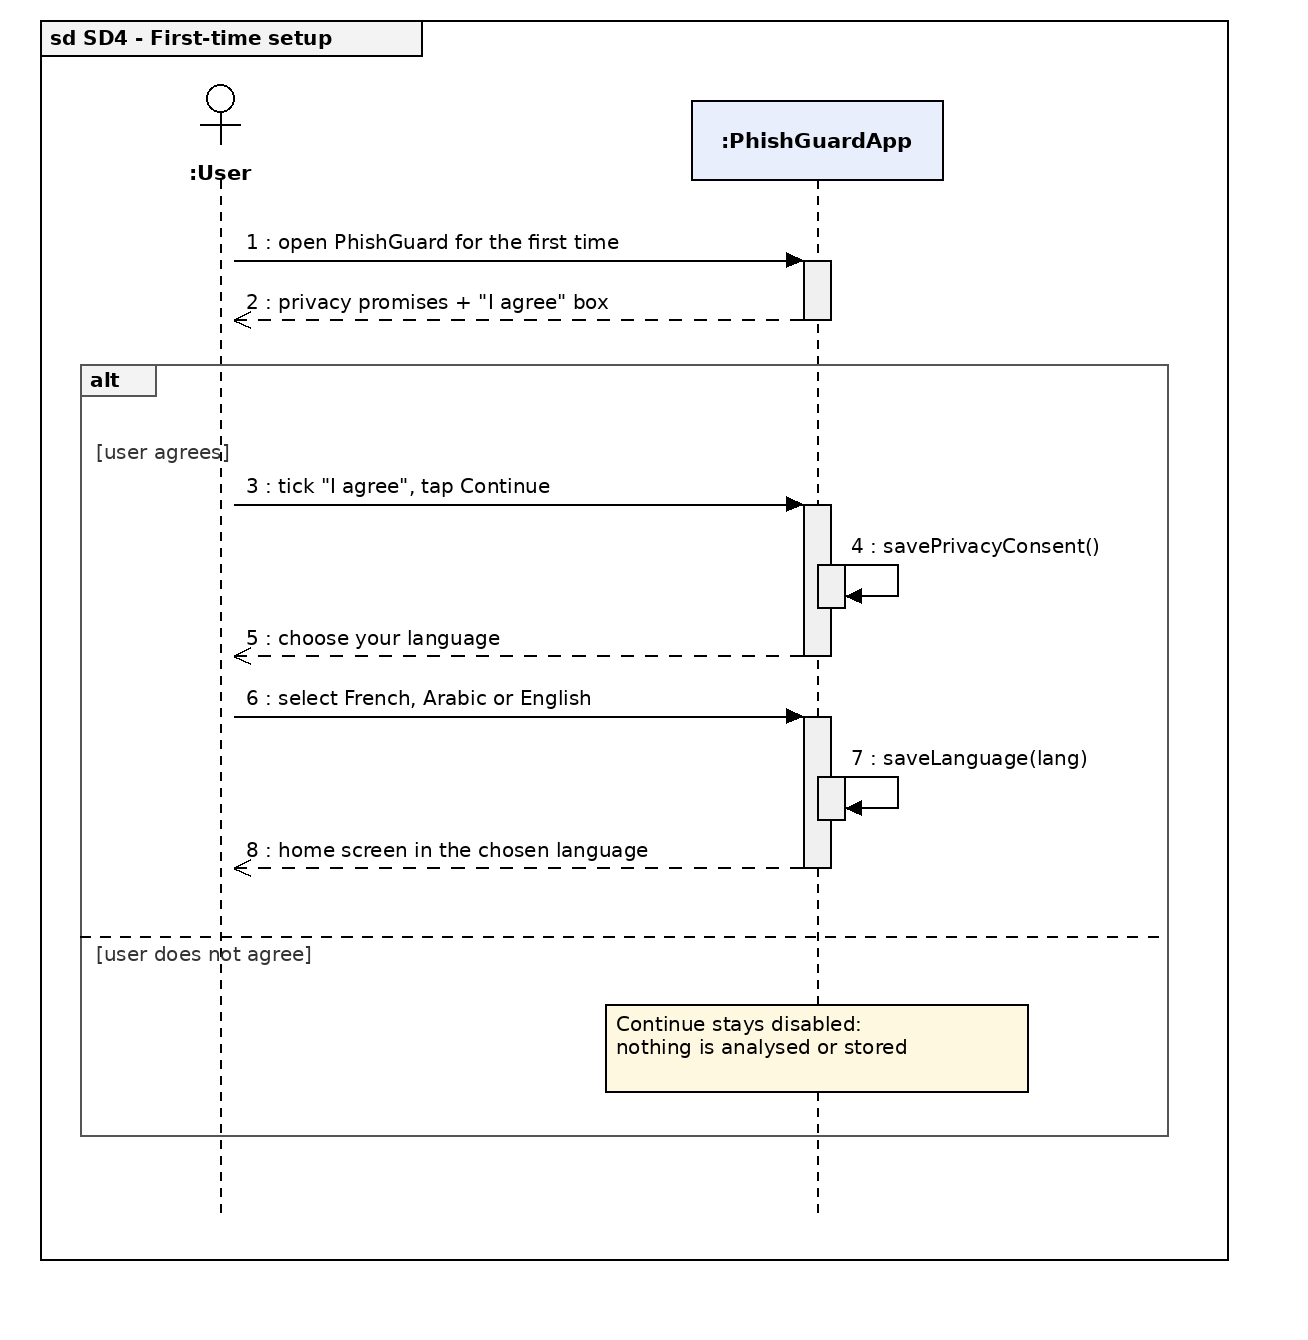 sd SD4 - First-time setup
:User
:PhishGuardApp
1 : open PhishGuard for the first time
2 : privacy promises + "I agree" box
alt
[user agrees]
3 : tick "I agree", tap Continue
4 : savePrivacyConsent()
5 : choose your language
6 : select French, Arabic or English
7 : saveLanguage(lang)
8 : home screen in the chosen language
[user does not agree]
Continue stays disabled:
nothing is analysed or stored